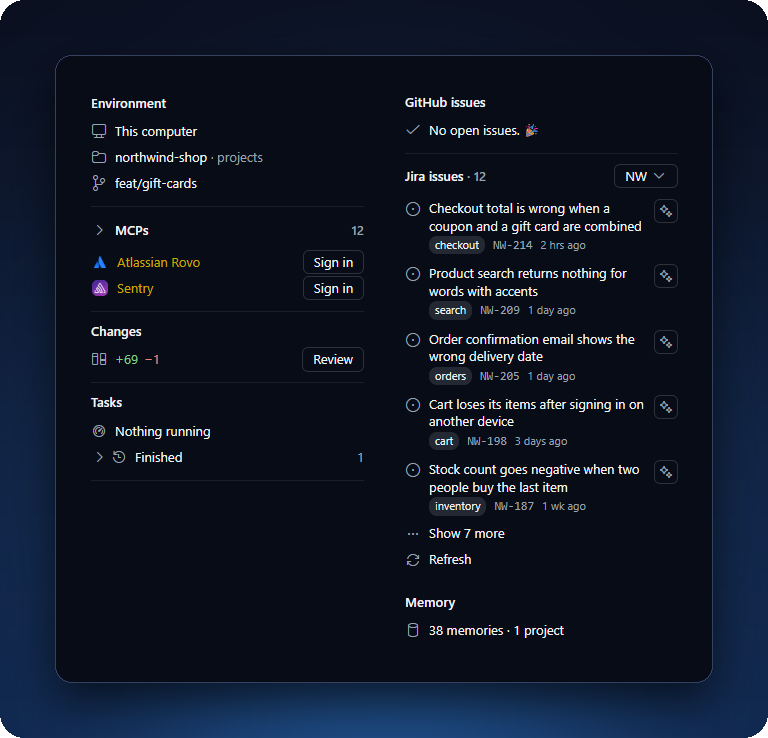 Environment
This computer
northwind-shop · projects
feat/gift-cards
MCPs 12
Atlassian Rovo Sign in
Sentry Sign in
Changes
+69 −1 Review
Tasks
Nothing running
Finished 1
GitHub issues
No open issues. 🎉
Jira issues · 12 NW
Checkout total is wrong when a
coupon and a gift card are combined
checkout NW-214 2 hrs ago
Product search returns nothing for
words with accents
search NW-209 1 day ago
Order confirmation email shows the
wrong delivery date
orders NW-205 1 day ago
Cart loses its items after signing in on
another device
cart NW-198 3 days ago
Stock count goes negative when two
people buy the last item
inventory NW-187 1 wk ago
Show 7 more
Refresh
Memory
38 memories · 1 project